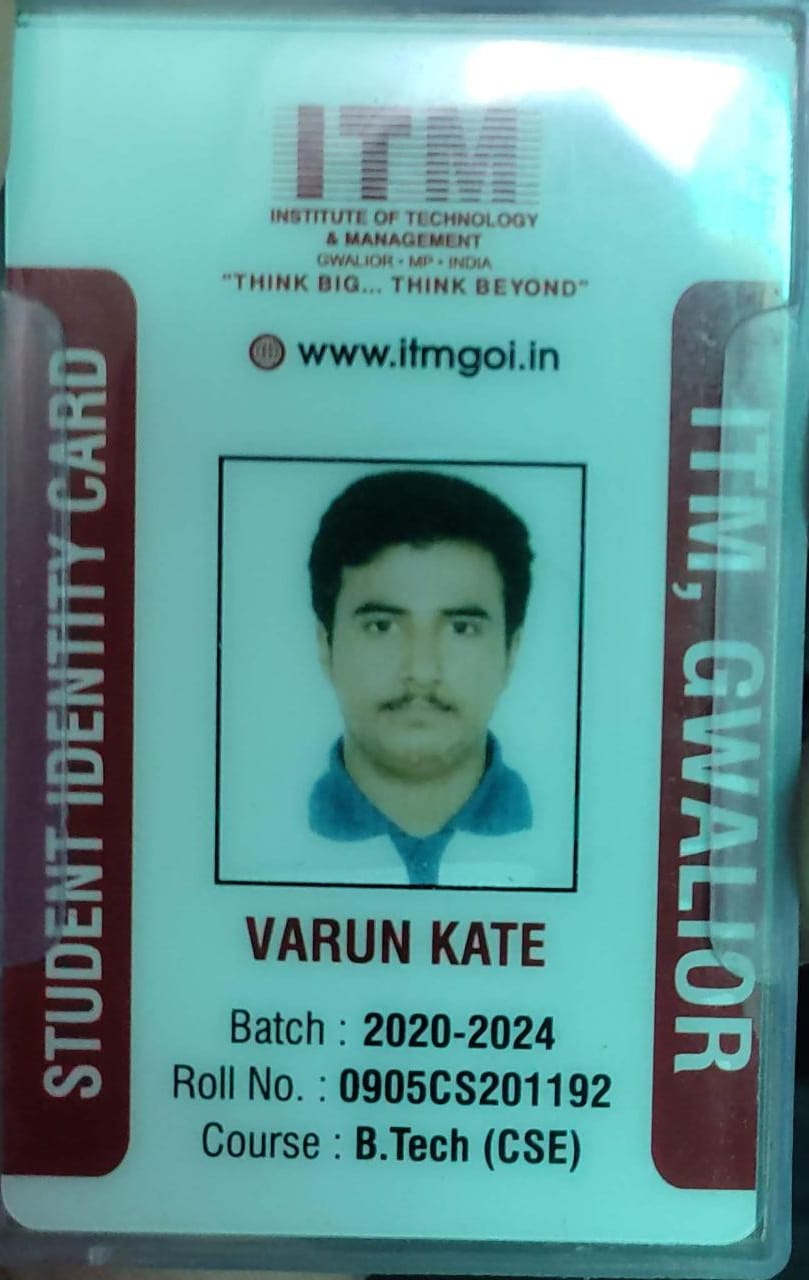 ITM
INSTITUTE OF TECHNOLOGY
& MANAGEMENT
GWALIOR - MP - INDIA
"THINK BIG... THINK BEYOND"
www.itmgoi.in
STUDENT IDENTITY CARD
ITM, GWALIOR
VARUN KATE
Batch : 2020-2024
Roll No. : 0905CS201192
Course : B.Tech (CSE)